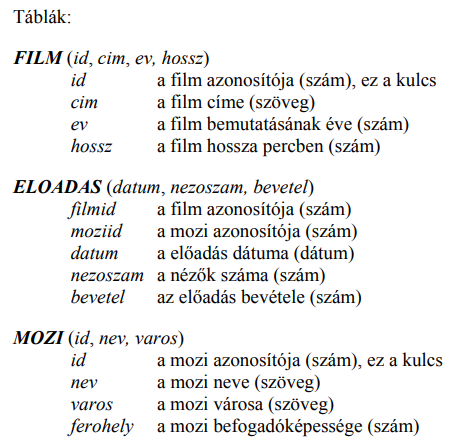 Táblák:
FILM (id, cim, ev, hossz)
id a film azonosítója (szám), ez a kulcs
cim a film címe (szöveg)
ev a film bemutatásának éve (szám)
hossz a film hossza percben (szám)
ELOADAS (datum, nezoszam, bevetel)
filmid a film azonosítója (szám)
moziid a mozi azonosítója (szám)
datum a előadás dátuma (dátum)
nezoszam a nézők száma (szám)
bevetel az előadás bevétele (szám)
MOZI (id, nev, varos)
id a mozi azonosítója (szám), ez a kulcs
nev a mozi neve (szöveg)
varos a mozi városa (szöveg)
ferohely a mozi befogadóképessége (szám)